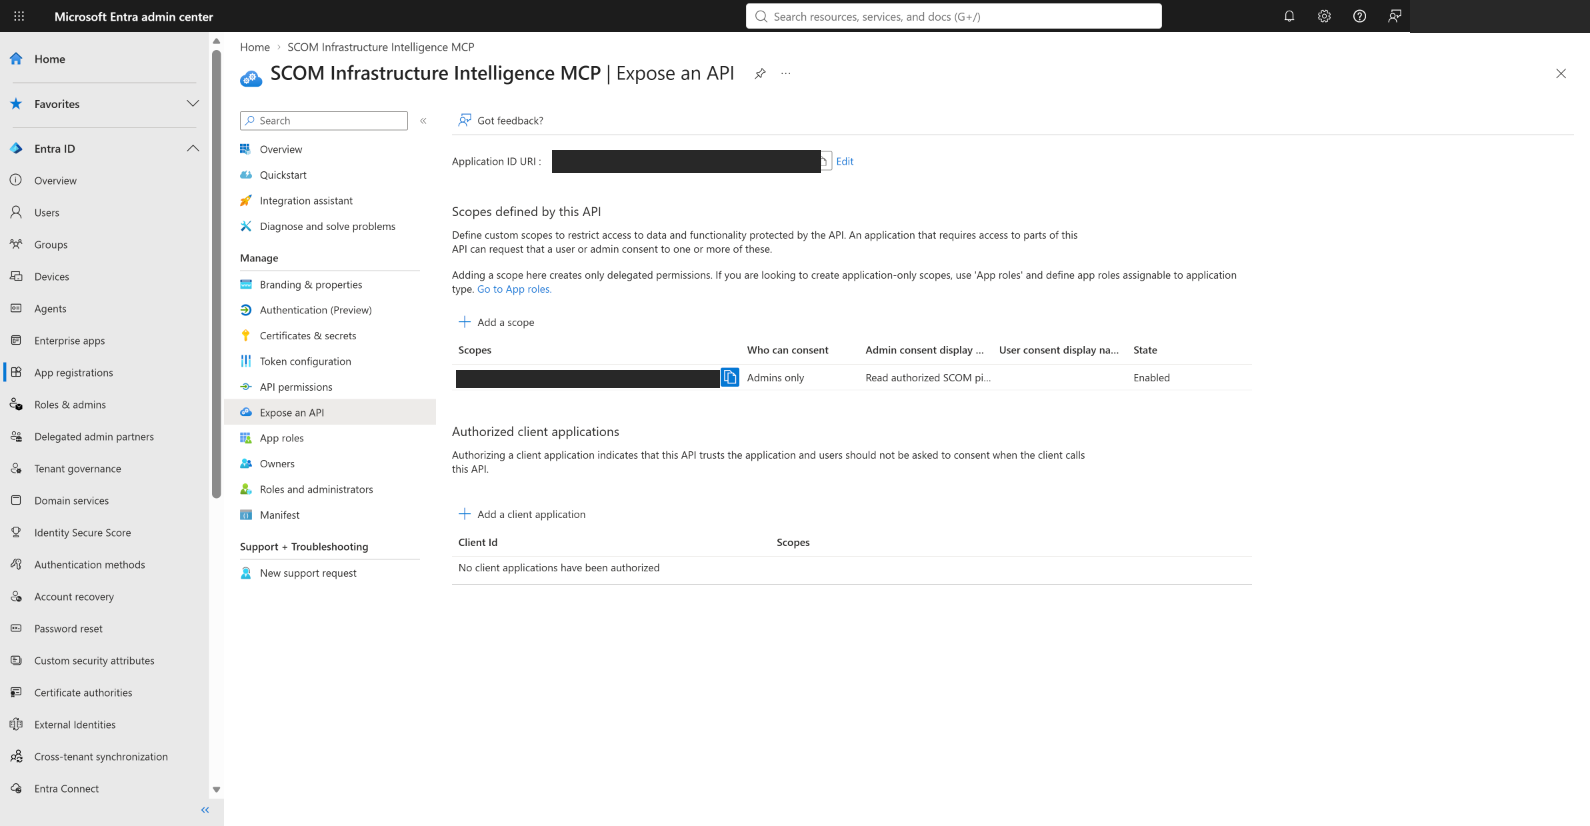 Microsoft Entra admin center
Search resources, services, and docs (G+/)
Home
Favorites
Entra ID
Overview
Users
Groups
Devices
Agents
Enterprise apps
App registrations
Roles & admins
Delegated admin partners
Tenant governance
Domain services
Identity Secure Score
Authentication methods
Account recovery
Password reset
Custom security attributes
Certificate authorities
External Identities
Cross-tenant synchronization
Entra Connect
Home › SCOM Infrastructure Intelligence MCP
SCOM Infrastructure Intelligence MCP | Expose an API
Search
Overview
Quickstart
Integration assistant
Diagnose and solve problems
Manage
Branding & properties
Authentication (Preview)
Certificates & secrets
Token configuration
API permissions
Expose an API
App roles
Owners
Roles and administrators
Manifest
Support + Troubleshooting
New support request
Got feedback?
Application ID URI : Edit
Scopes defined by this API
Define custom scopes to restrict access to data and functionality protected by the API. An application that requires access to parts of this
API can request that a user or admin consent to one or more of these.
Adding a scope here creates only delegated permissions. If you are looking to create application-only scopes, use 'App roles' and define app roles assignable to application
type. Go to App roles.
Add a scope
Scopes Who can consent Admin consent display ... User consent display na... State
Admins only Read authorized SCOM pi... Enabled
Authorized client applications
Authorizing a client application indicates that this API trusts the application and users should not be asked to consent when the client calls
this API.
Add a client application
Client Id Scopes
No client applications have been authorized